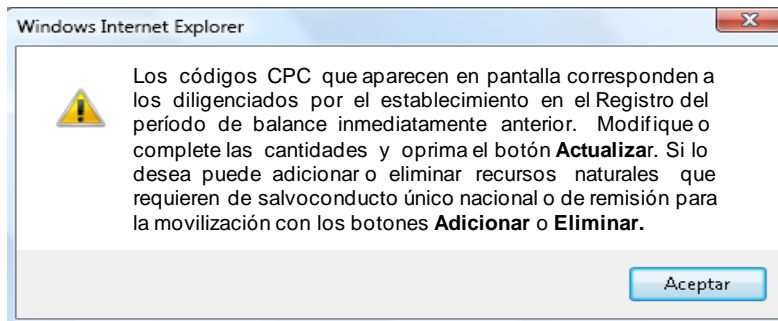 Windows Internet Explorer
Los códigos CPC que aparecen en pantalla corresponden a
los diligenciados por el establecimiento en el Registro del
período de balance inmediatamente anterior. Modifique o
complete las cantidades y oprima el botón Actualizar. Si lo
desea puede adicionar o eliminar recursos naturales que
requieren de salvoconducto único nacional o de remisión para
la movilización con los botones Adicionar o Eliminar.
Aceptar